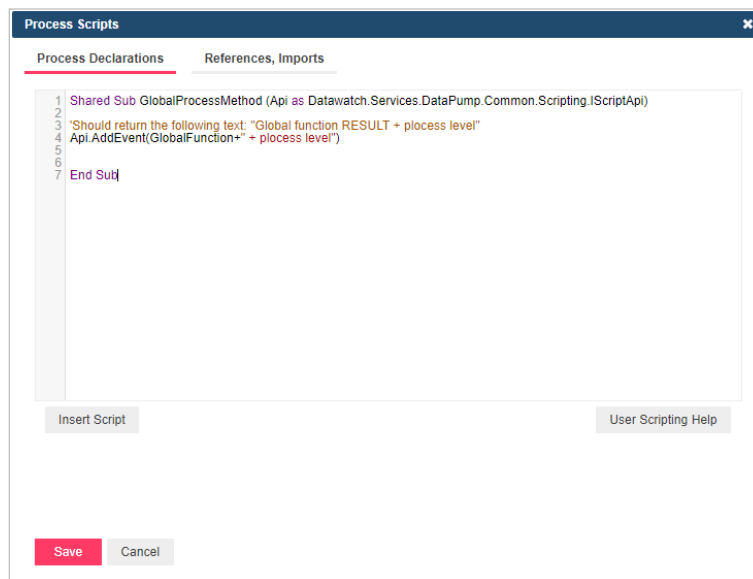 Process Scripts
Process Declarations References, Imports
1 Shared Sub GlobalProcessMethod (Api as Datawatch.Services.DataPump.Common.Scripting.IScriptApi)
2
3 'Should return the following text: "Global function RESULT + plocess level"
4 Api.AddEvent(GlobalFunction+" + plocess level")
5
6
7 End Sub
Insert Script User Scripting Help
Save Cancel